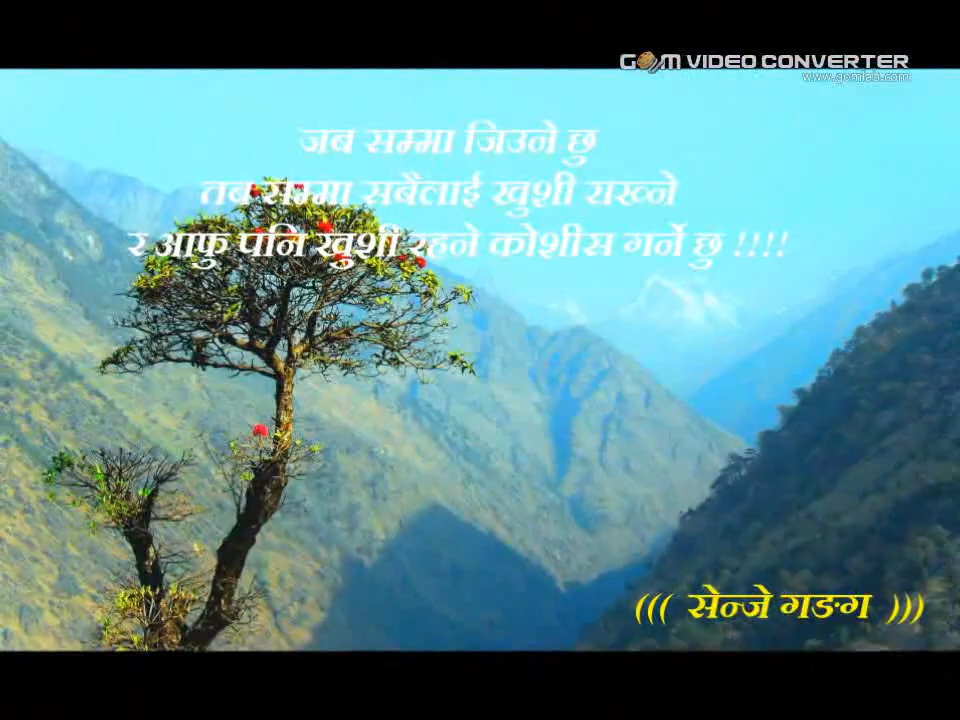 GOM VIDEO CONVERTER
www.gomlab.com
जब सम्मा जिउने छु
तब सम्मा सबैलाई खुशी राख्ने
र आफु पनि खुशी रहने कोशीस गर्ने छु !!!!
((( सेन्जे गङग )))